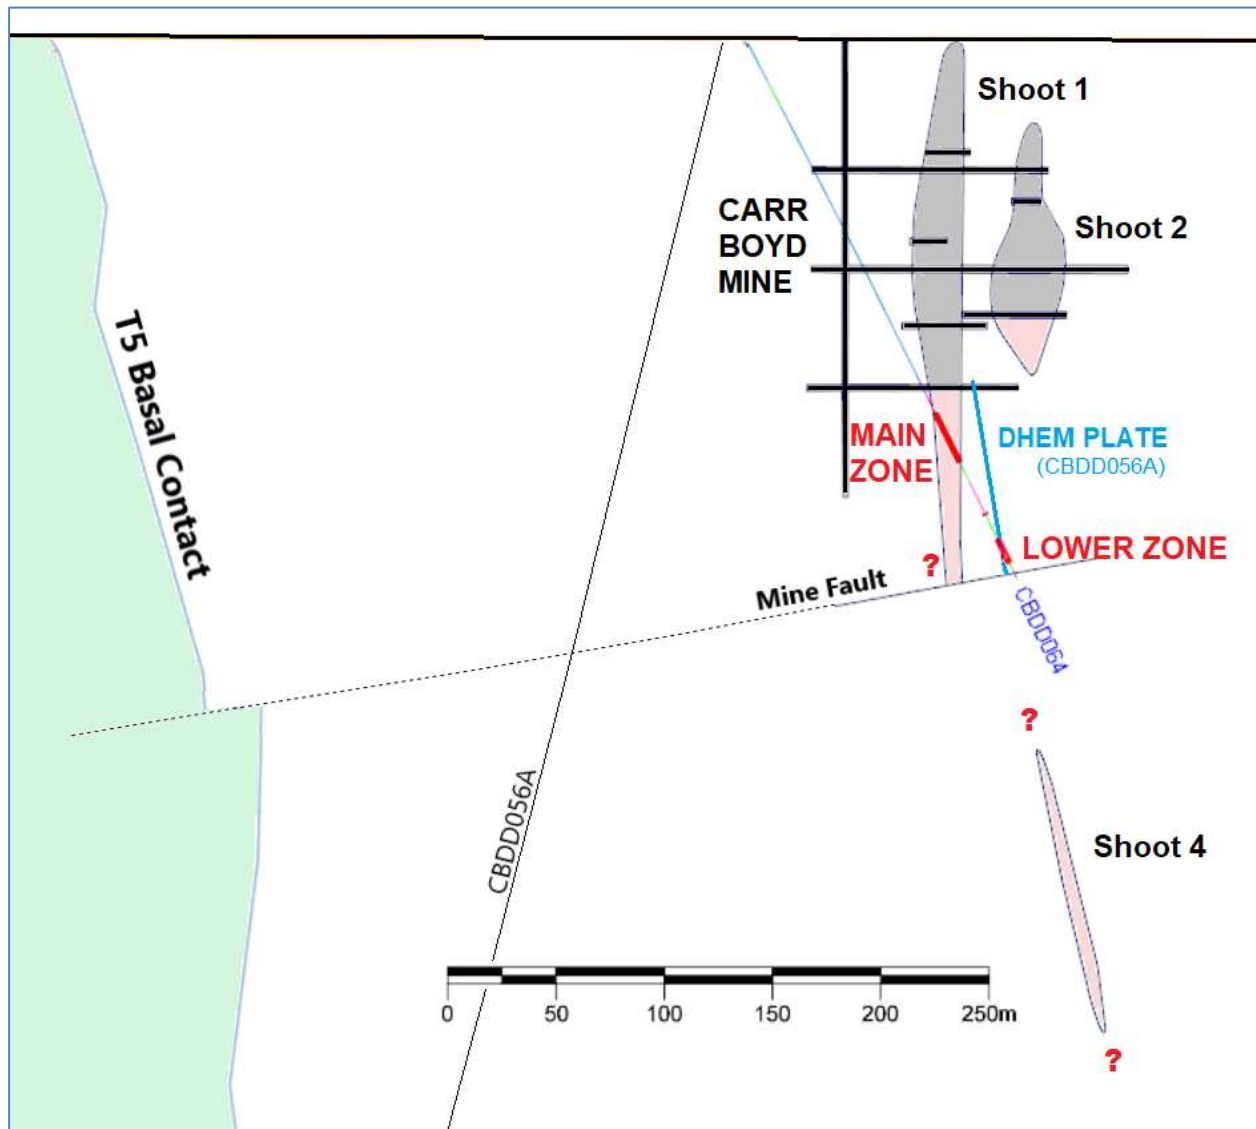 Shoot 1
CARR
BOYD
MINE
Shoot 2
T5 Basal Contact
MAIN
ZONE
DHEM PLATE
(CBDD056A)
?
LOWER ZONE
Mine Fault
CBDD064
?
CBDD056A
Shoot 4
0 50 100 150 200 250m
?